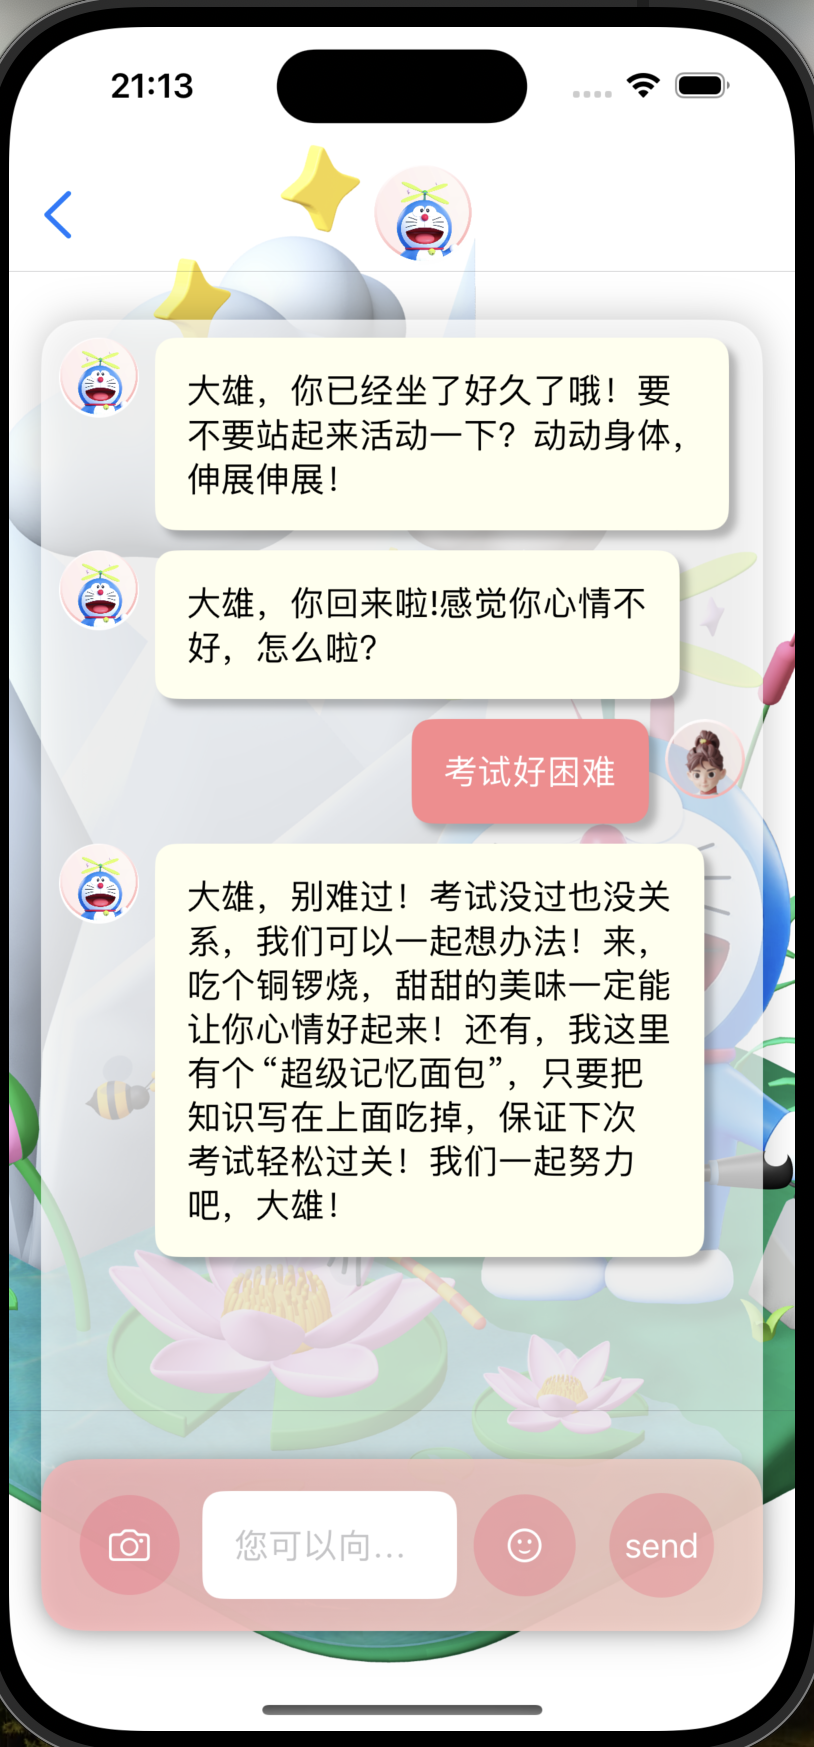 21:13
大雄，你已经坐了好久了哦！要
不要站起来活动一下？动动身体，
伸展伸展！
大雄，你回来啦!感觉你心情不
好，怎么啦？
考试好困难
大雄，别难过！考试没过也没关
系，我们可以一起想办法！来，
吃个铜锣烧，甜甜的美味一定能
让你心情好起来！还有，我这里
有个“超级记忆面包”，只要把
知识写在上面吃掉，保证下次
考试轻松过关！我们一起努力
吧，大雄！
您可以向...
send